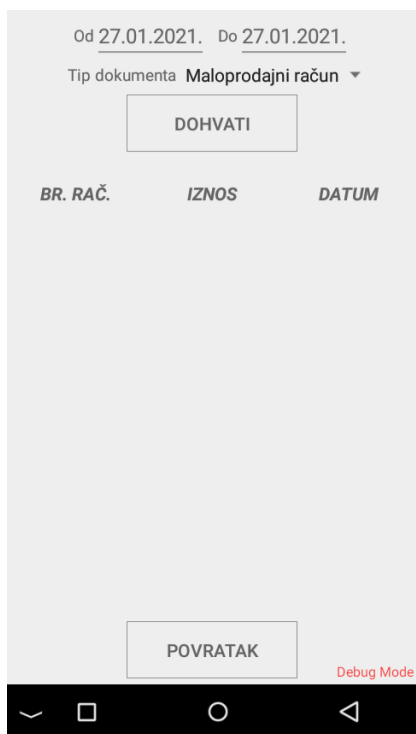 Od 27.01.2021. Do 27.01.2021.
Tip dokumenta Maloprodajni račun
DOHVATI
BR. RAČ. IZNOS DATUM
POVRATAK
Debug Mode